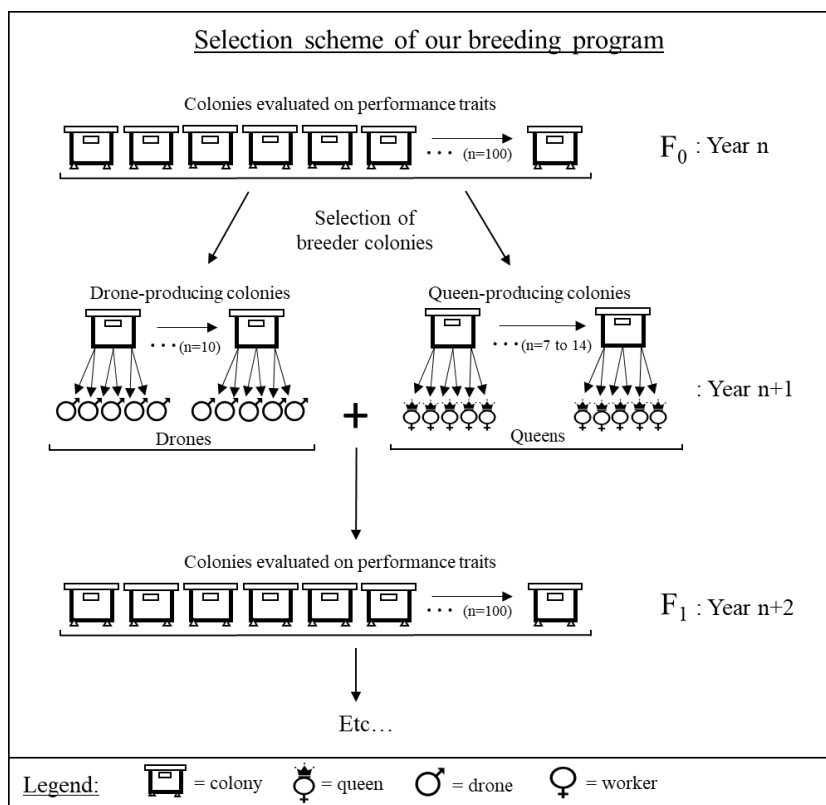 Selection scheme of our breeding program
Colonies evaluated on performance traits
··· (n=100)
F₀ : Year n
Selection of
breeder colonies
Drone-producing colonies
Queen-producing colonies
···(n=10)
···(n=7 to 14)
: Year n+1
+
Drones
Queens
Colonies evaluated on performance traits
··· (n=100)
F₁ : Year n+2
Etc…
Legend: = colony = queen = drone = worker